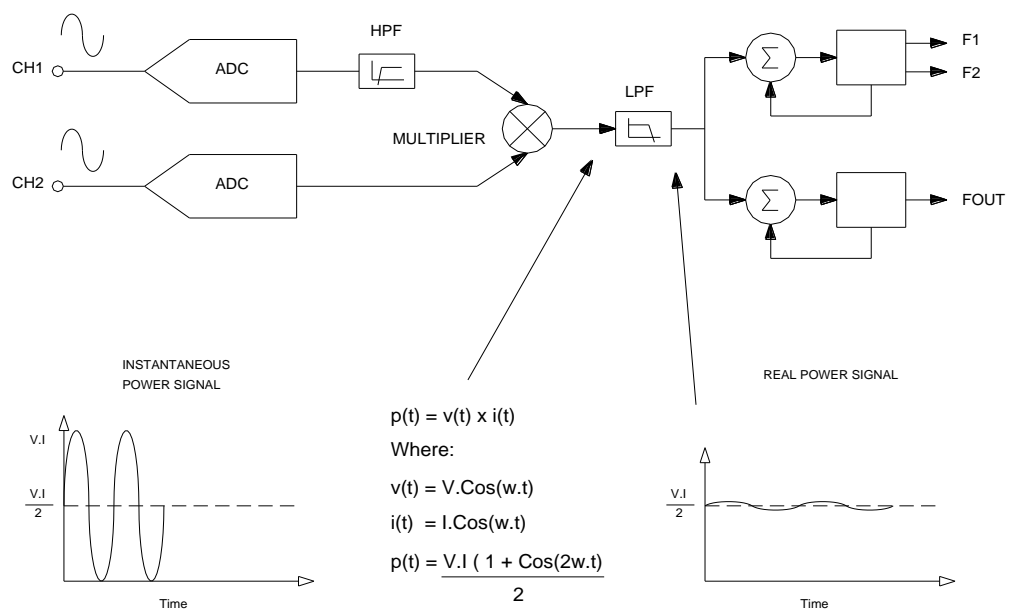 HPF
F1
CH1
ADC
F2
LPF
MULTIPLIER
Σ
CH2
ADC
Σ
FOUT
INSTANTANEOUS
POWER SIGNAL
V.I
V.I
2
Time
p(t) = v(t) x i(t)
Where:
v(t) = V.Cos(w.t)
i(t) = I.Cos(w.t)
p(t) = V.I ( 1 + Cos(2w.t)
2
REAL POWER SIGNAL
V.I
2
Time